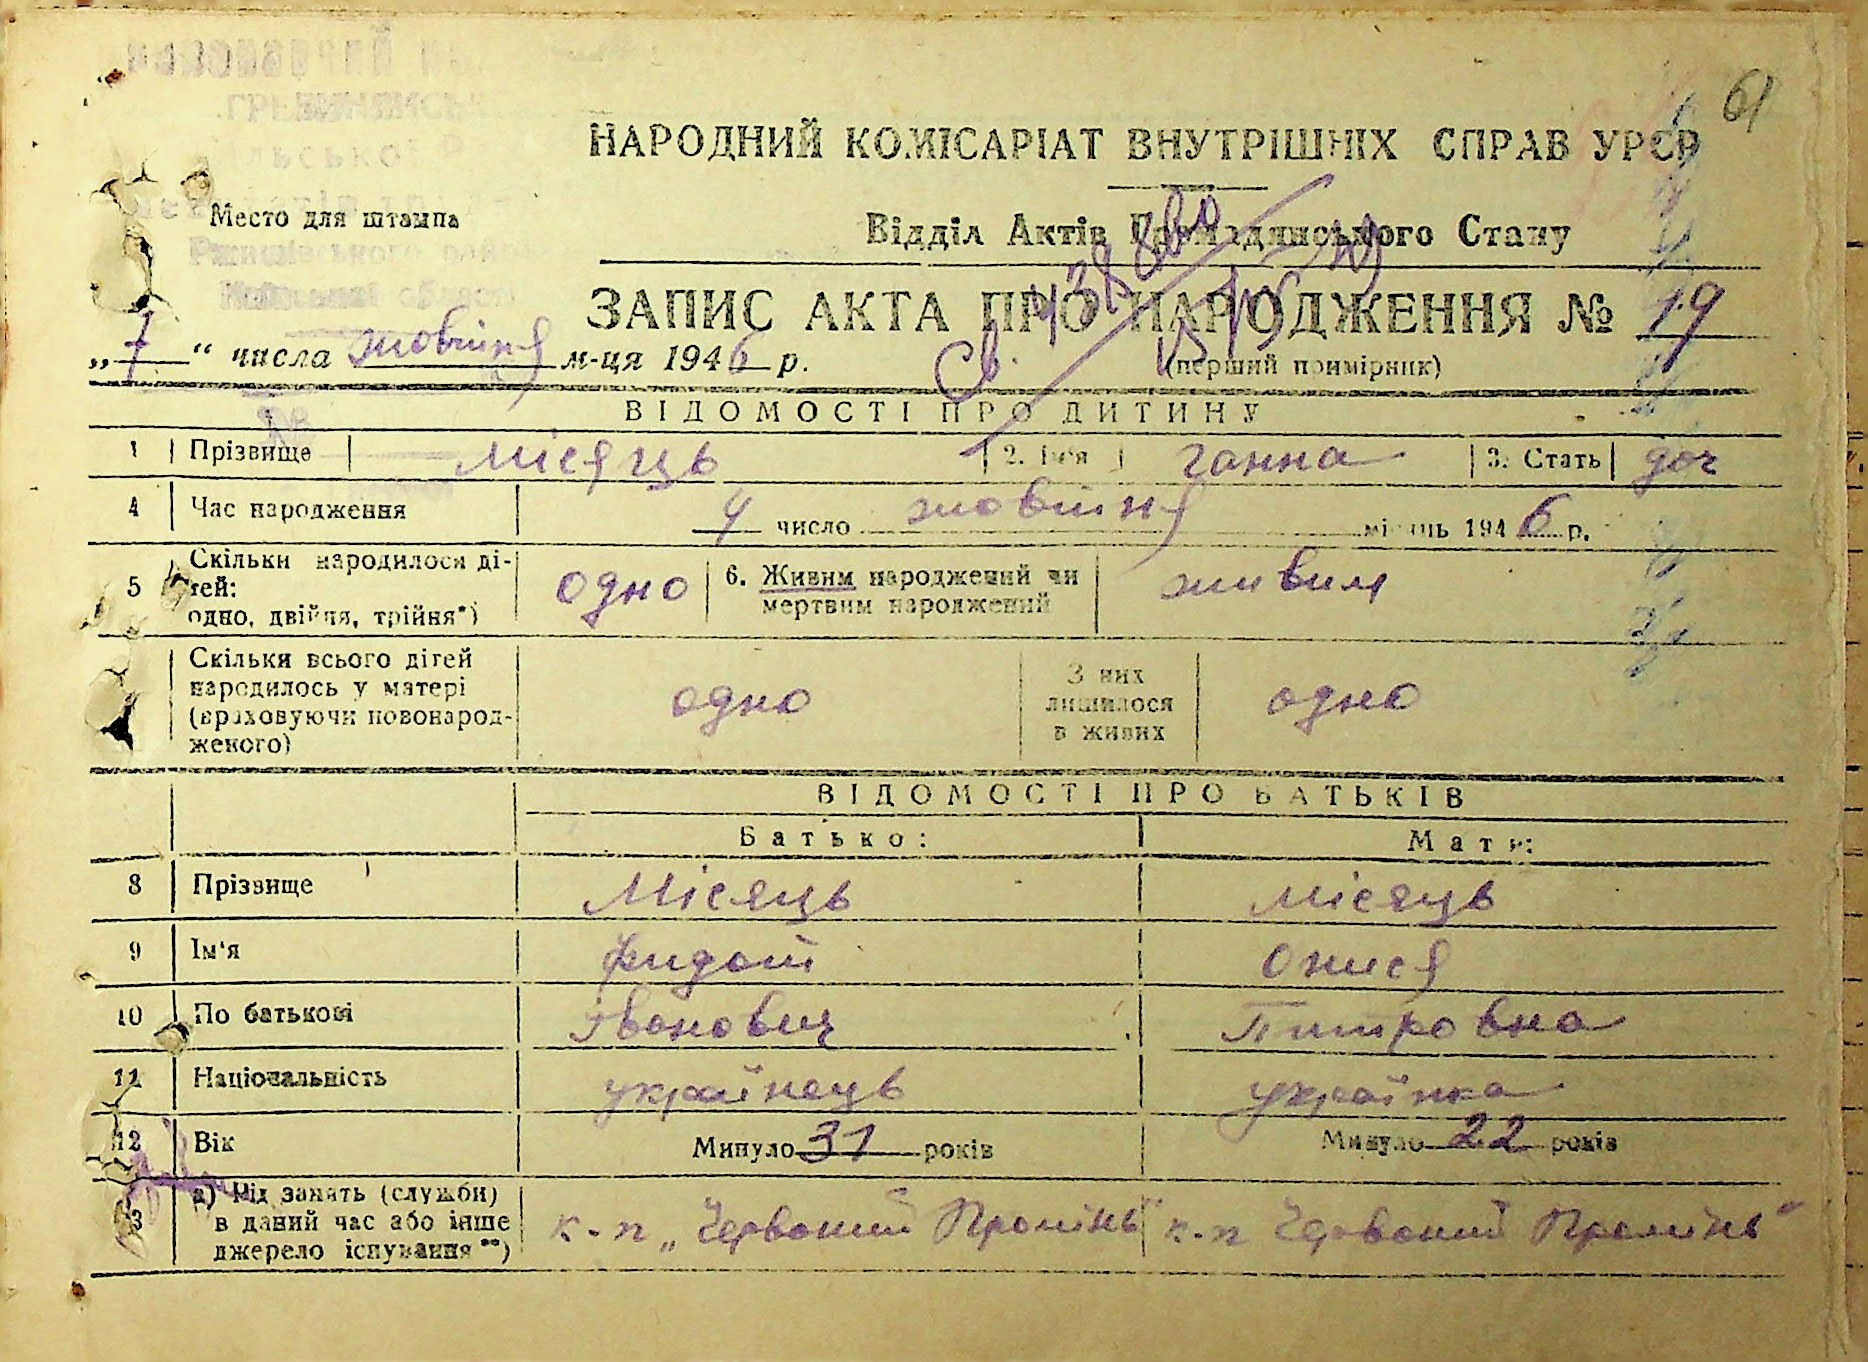 61
НАРОДНИЙ КОМІСАРІАТ ВНУТРІШНІХ СПРАВ УРСР
Место для штампа
Відділ Актів Громадянського Стану
ЗАПИС АКТА ПРО НАРОДЖЕННЯ № 19
„7“ числа жовтня м-ця 1946 р.
(перший примірник)
ВІДОМОСТІ ПРО ДИТИНУ
1 Прізвище Місяць 2. Ім'я Ганна 3. Стать доч
4 Час народження 4 число жовтня місяць 1946 р.
5 Скільки народилося дітей: одно, двійня, трійня*) одно 6. Живим народжений чи мертвим народжений живим
Скільки всього дітей народилось у матері (враховуючи новонародженого) одно З них лишилося в живих одно
ВІДОМОСТІ ПРО БАТЬКІВ
Батько: Мати:
8 Прізвище Місяць Місяць
9 Ім'я Фидот Онися
10 По батькові Іванович Питровна
11 Національність українець українка
12 Вік Минуло 31 років Минуло 22 років
13 а) Рід занять (служби) в даний час або інше джерело існування**) к-п „Червоний Промінь" к-п Червоний Промінь"